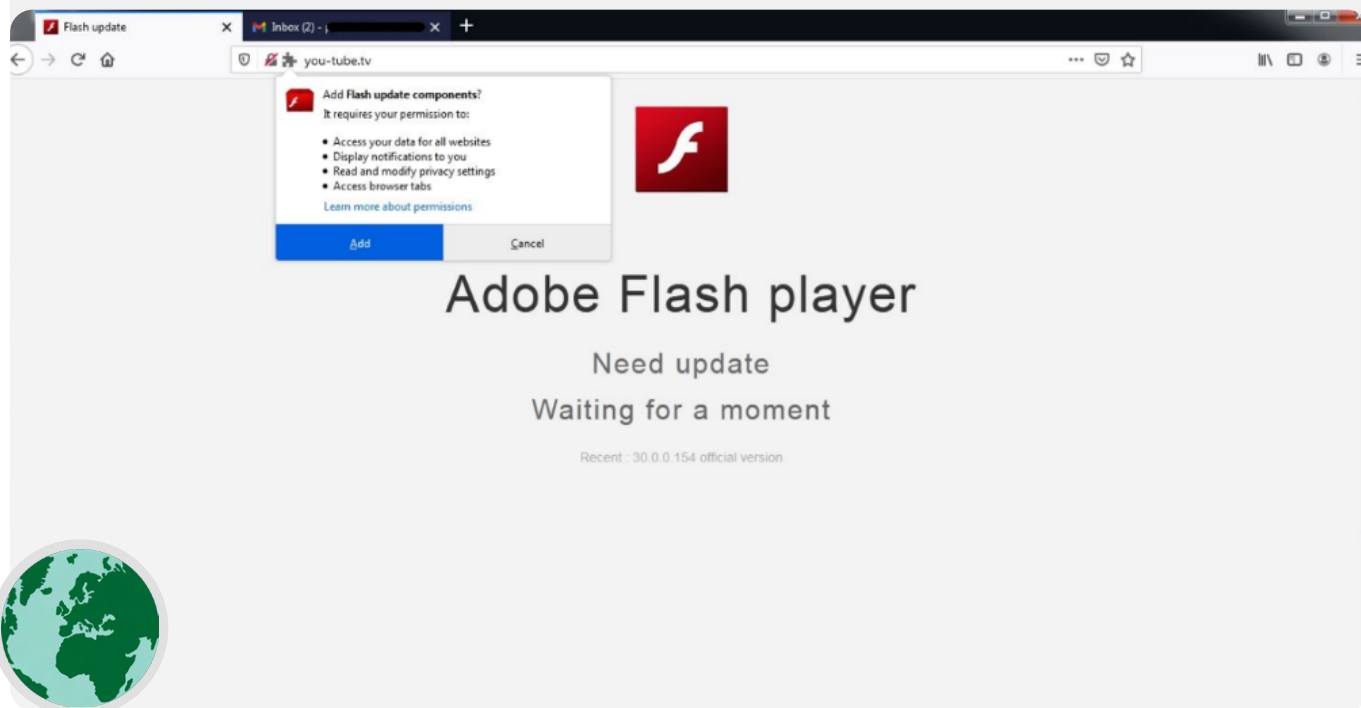 Flash update
Inbox (2) -
you-tube.tv
Add Flash update components?
It requires your permission to:
• Access your data for all websites
• Display notifications to you
• Read and modify privacy settings
• Access browser tabs
Learn more about permissions
Add
Cancel
Adobe Flash player
Need update
Waiting for a moment
Recent : 30.0.0.154 official version